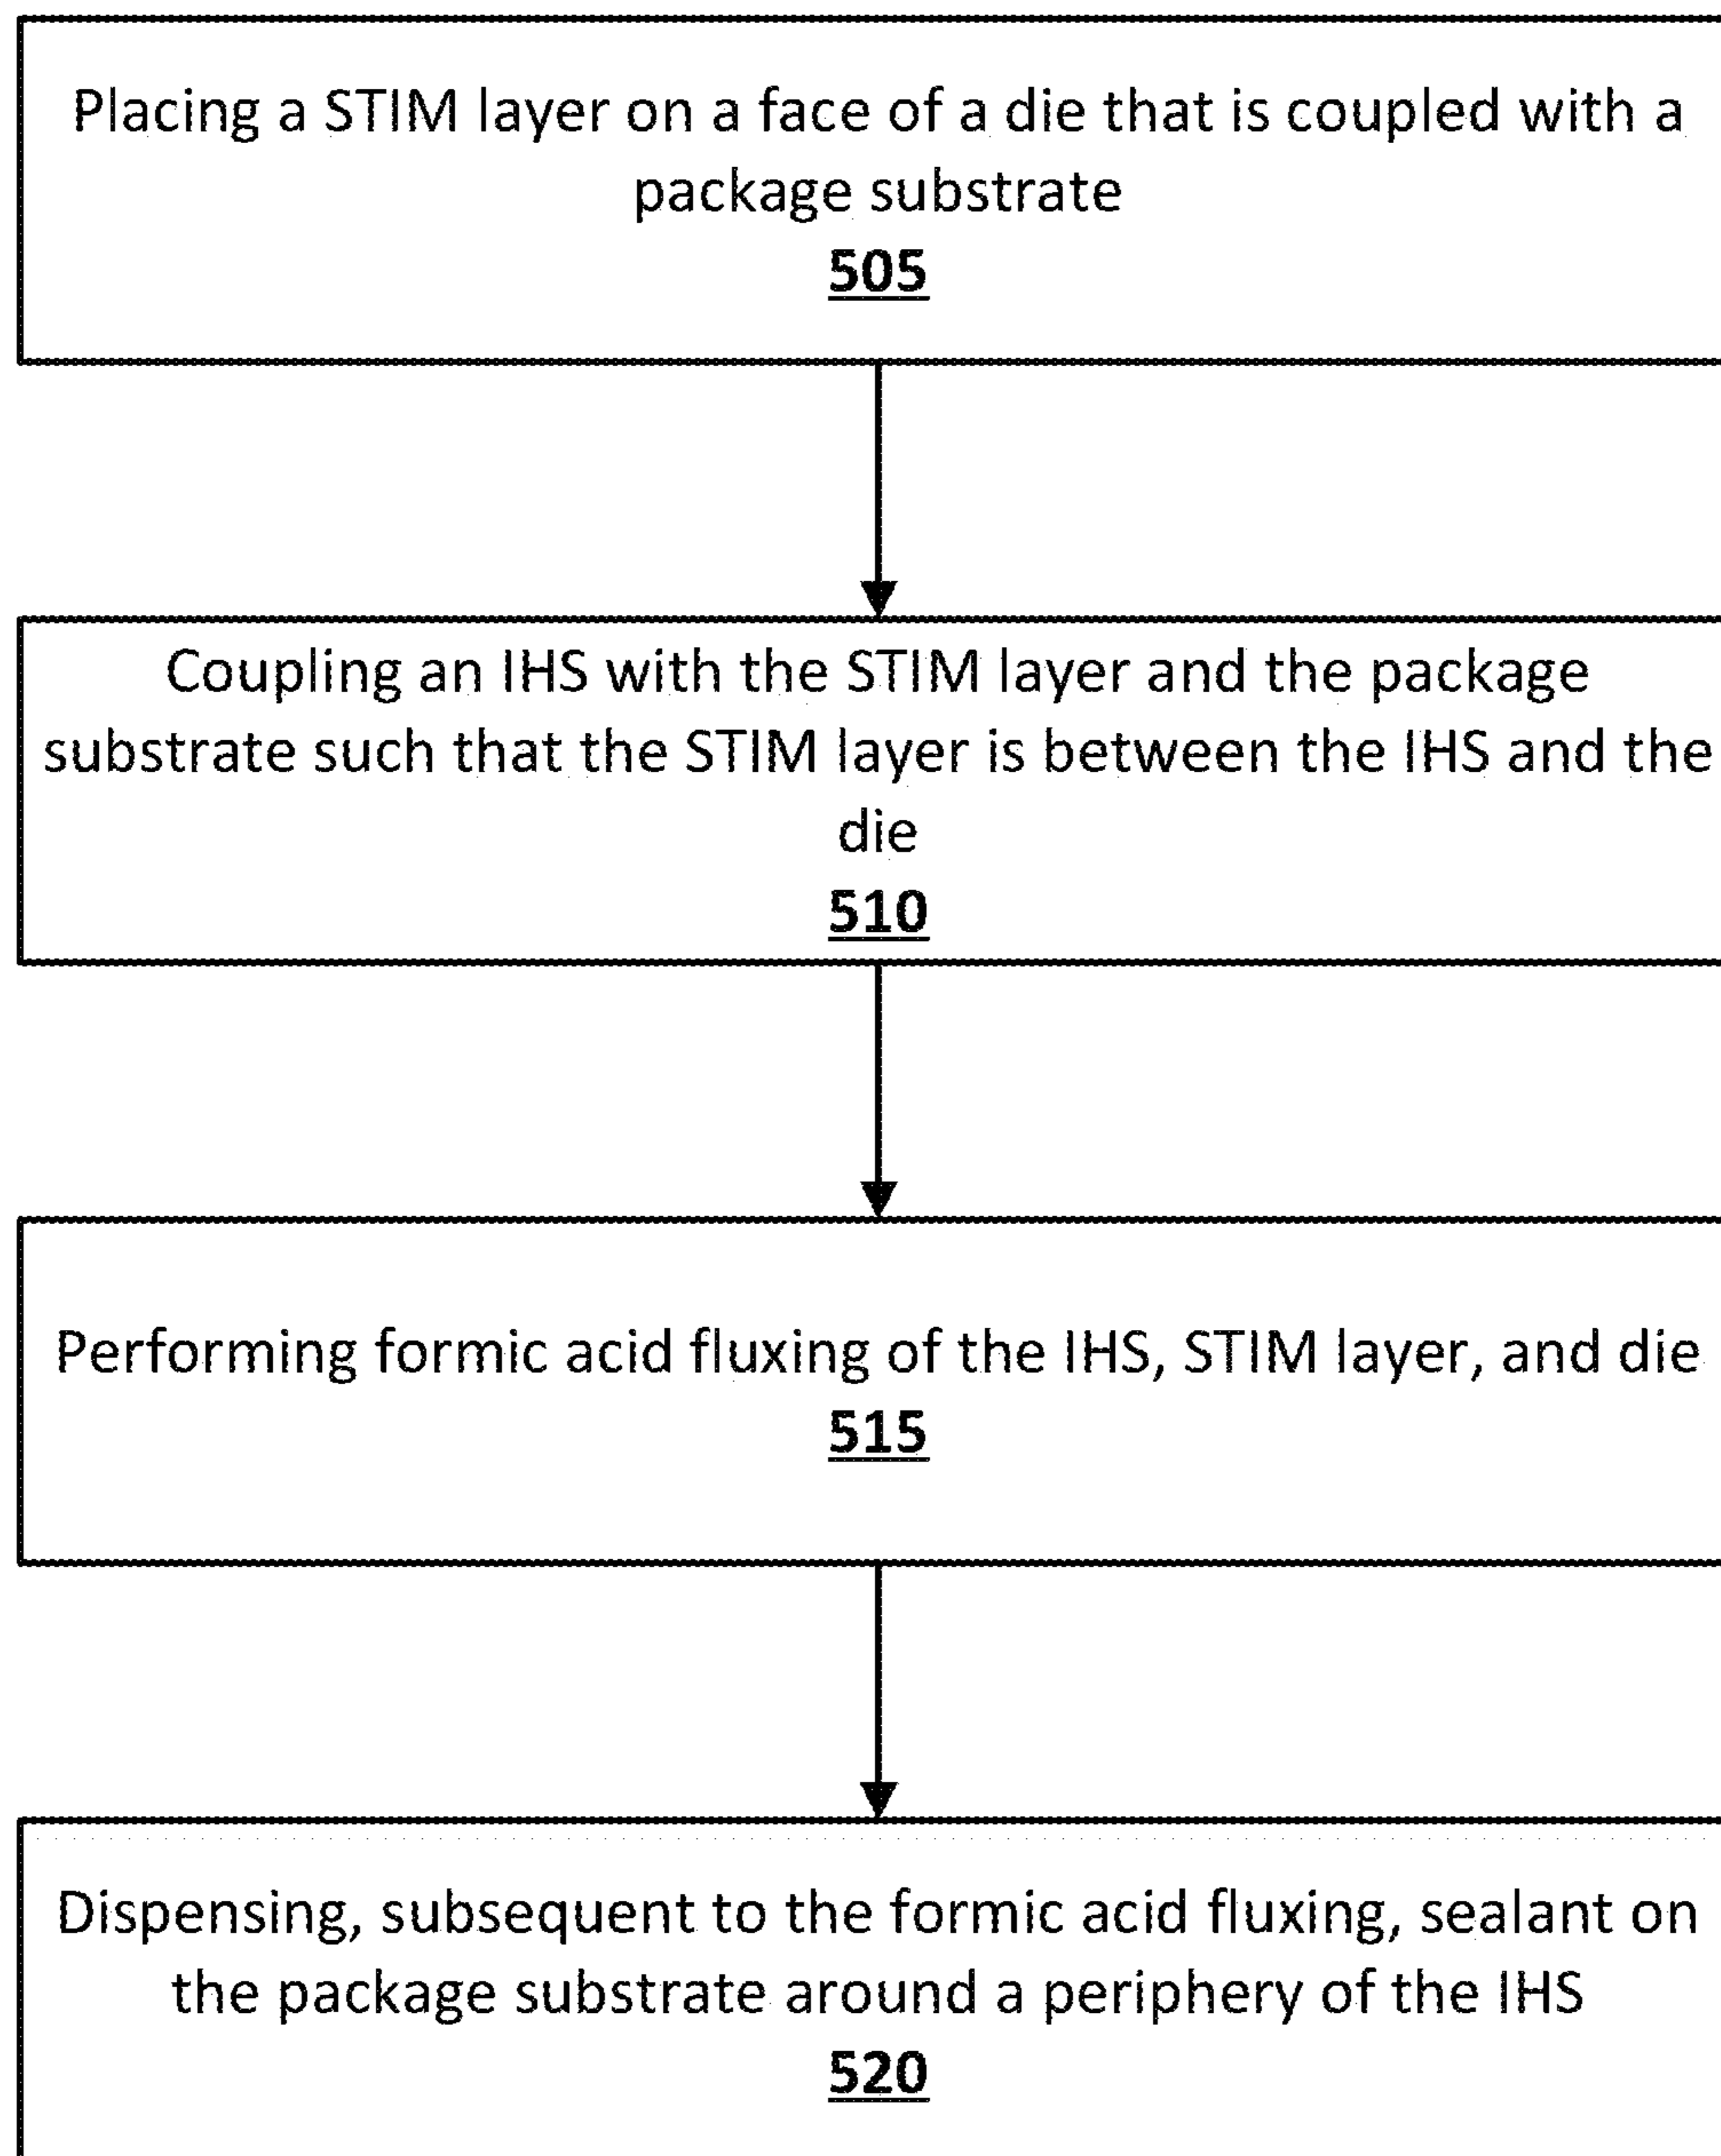 Placing a STIM layer on a face of a die that is coupled with a
package substrate
505
Coupling an IHS with the STIM layer and the package
substrate such that the STIM layer is between the IHS and the
die
510
Performing formic acid fluxing of the IHS, STIM layer, and die
515
Dispensing, subsequent to the formic acid fluxing, sealant on
the package substrate around a periphery of the IHS
520